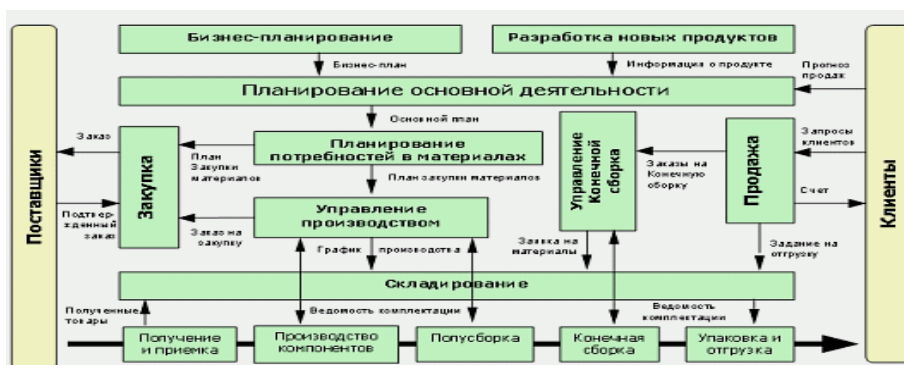 Бизнес-планирование
Разработка новых продуктов
Бизнес-план
Информация о продукте
Прогноз
продаж
Планирование основной деятельности
Основной план
Поставщики
Заказ
Закупка
План
Закупки
материалов
Планирование
потребностей в материалах
Управление
Конечной
сборка
Заказы на
Конечную
сборку
Продажа
Запросы
клиентов
Клиенты
План закупки материалов
Счет
Подтвер-
жденный
заказ
Заказ на
закупку
Управление
производством
График производства
Заявка на
материалы
Задание на
отгрузку
Складирование
Полученные
товары
Ведомость комплектации
Ведомость
комплектации
Получение
и приемка
Производство
компонентов
Полусборка
Конечная
сборка
Упаковка и
отгрузка